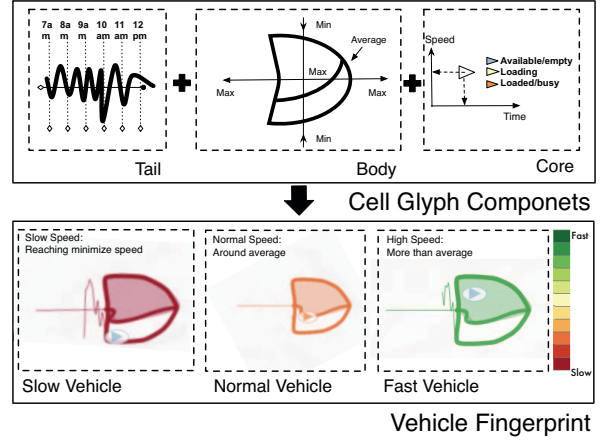 7a
m
8a
m
9a
m
10
am
11
am
12
pm
Tail
Min
Average
Max
Max
Max
Min
Body
Speed
Available/empty
Loading
Loaded/busy
Time
Core
Cell Glyph Componets
Slow Speed:
Reaching minimize speed
Normal Speed:
Around average
High Speed:
More than average
Fast
Slow
Slow Vehicle
Normal Vehicle
Fast Vehicle
Vehicle Fingerprint